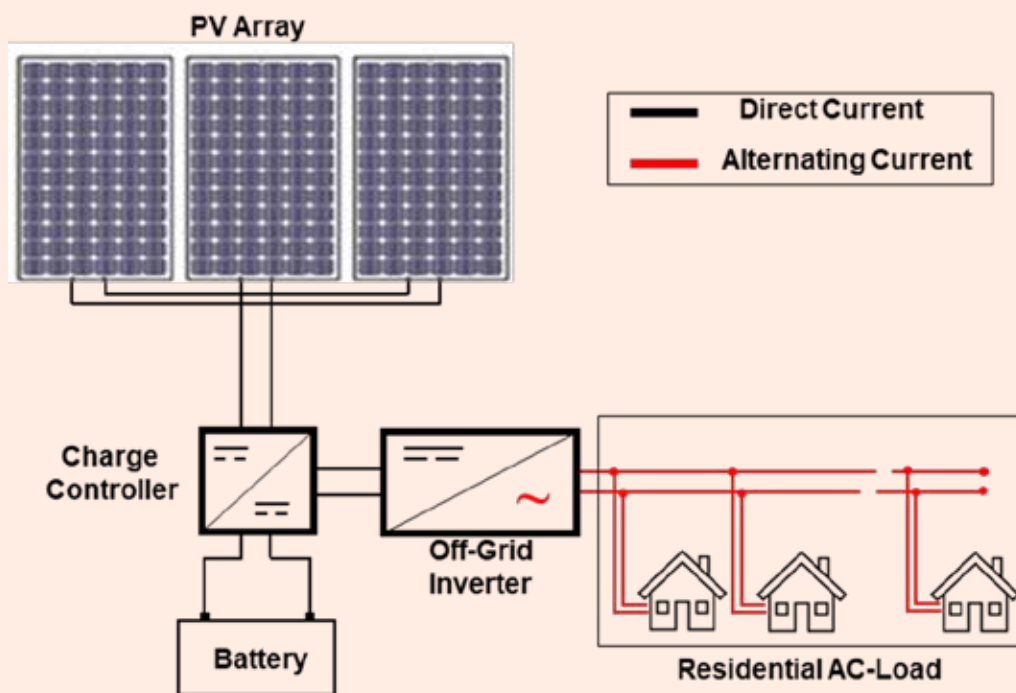 PV Array
Direct Current
Alternating Current
Charge
Controller
~
Off-Grid
Inverter
Battery
Residential AC-Load